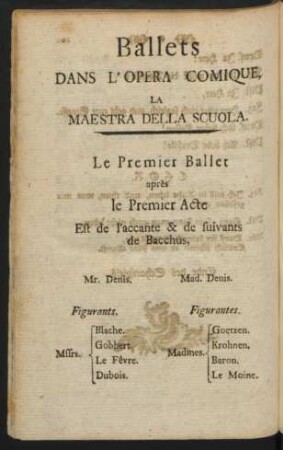 Ballets
DANS L'OPERA COMIQUE,
LA
MAESTRA DELLA SCUOLA.
Le Premier Ballet
après
le Premier Acte
Est de l'accante & de suivants
de Bacchus.
Mr. Denis. Mad. Denis.
Figurants. Figurantes.
Mssrs. Madmes.
Blache. Goetzen.
Gobbert. Krohnen.
Le Fêvre. Baron.
Dubois. Le Moine.